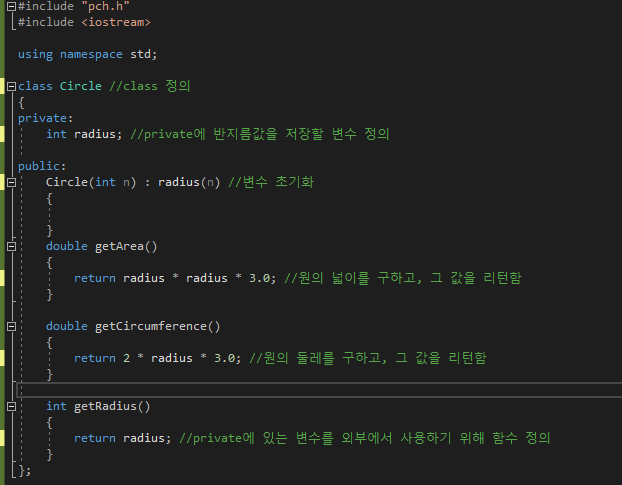 #include "pch.h"
#include <iostream>
using namespace std;
class Circle //class 정의
{
private:
int radius; //private에 반지름값을 저장할 변수 정의
public:
Circle(int n) : radius(n) //변수 초기화
{
}
double getArea()
{
return radius * radius * 3.0; //원의 넓이를 구하고, 그 값을 리턴함
}
double getCircumference()
{
return 2 * radius * 3.0; //원의 둘레를 구하고, 그 값을 리턴함
}
int getRadius()
{
return radius; //private에 있는 변수를 외부에서 사용하기 위해 함수 정의
}
};